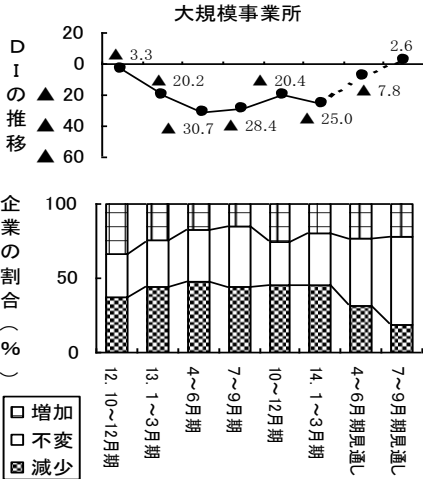 大規模事業所
DIの推移
20
0
▲ 20
▲ 40
▲ 60
▲ 3.3
▲ 20.2
▲ 30.7
▲ 28.4
▲ 20.4
▲ 25.0
▲ 7.8
2.6
企業の割合(%)
100
50
0
12. 10~12月期
13. 1~3月期
4~6月期
7~9月期
10~12月期
14. 1~3月期
4~6月期見通し
7~9月期見通し
増加
不変
減少